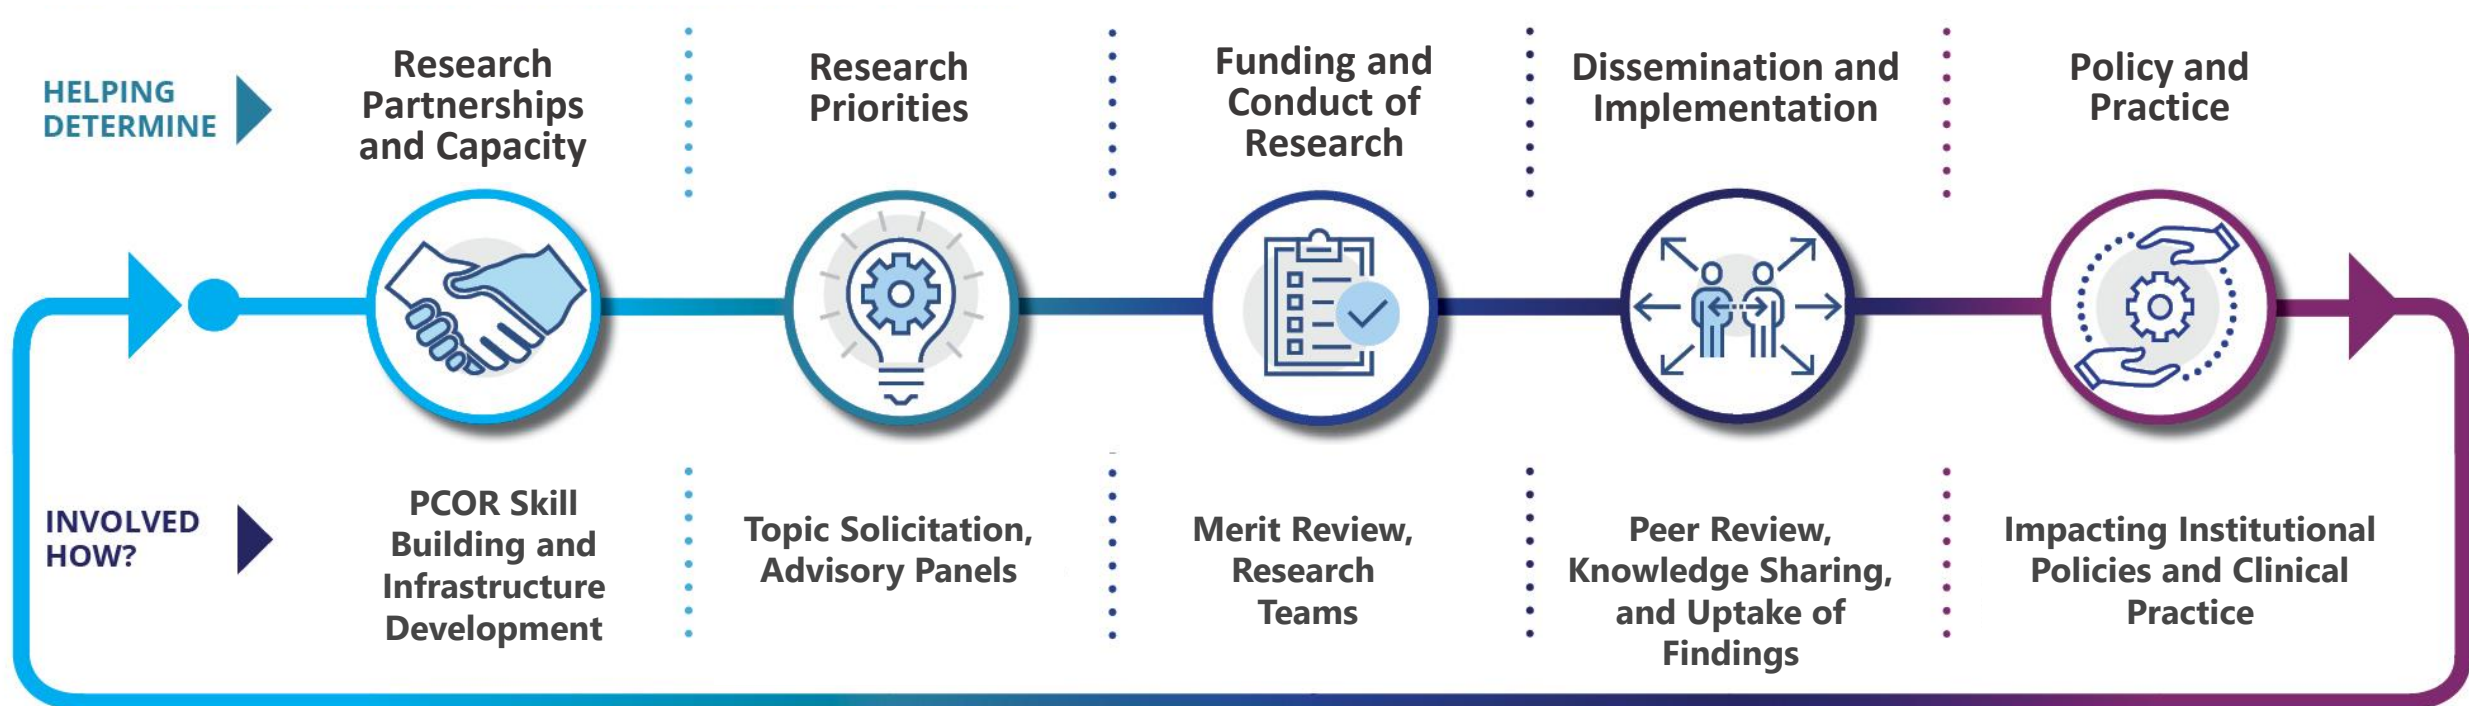 HELPING
DETERMINE
Research
Partnerships
and Capacity
Research
Priorities
Funding and
Conduct of
Research
Dissemination and
Implementation
Policy and
Practice
INVOLVED
HOW?
PCOR Skill
Building and
Infrastructure
Development
Topic Solicitation,
Advisory Panels
Merit Review,
Research
Teams
Peer Review,
Knowledge Sharing,
and Uptake of
Findings
Impacting Institutional
Policies and Clinical
Practice